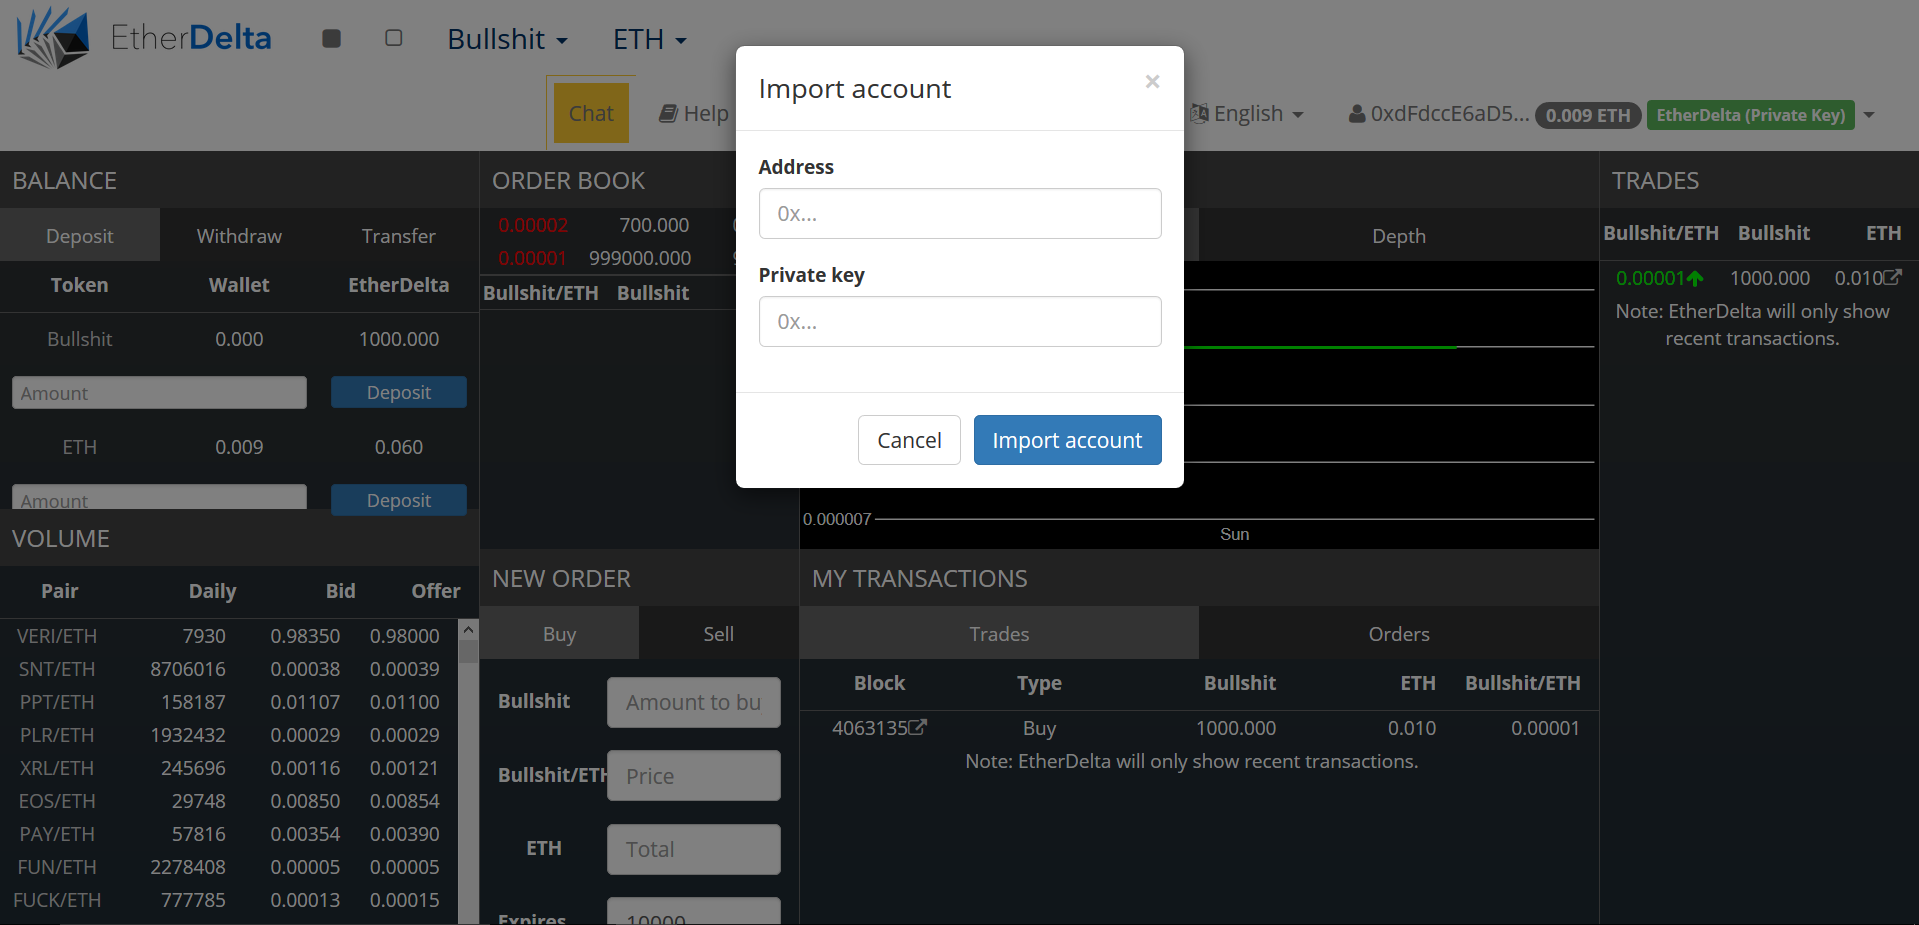 EtherDelta
Bullshit
ETH
Chat
Help
English
0xdFdccE6aD5...
0.009 ETH
EtherDelta (Private Key)
Import account
×
Address
0x...
Private key
0x...
Cancel
Import account
BALANCE
Deposit Withdraw Transfer
Token Wallet EtherDelta
Bullshit 0.000 1000.000
Amount Deposit
ETH 0.009 0.060
Amount Deposit
VOLUME
Pair Daily Bid Offer
VERI/ETH 7930 0.98350 0.98000
SNT/ETH 8706016 0.00038 0.00039
PPT/ETH 158187 0.01107 0.01100
PLR/ETH 1932432 0.00029 0.00029
XRL/ETH 245696 0.00116 0.00121
EOS/ETH 29748 0.00850 0.00854
PAY/ETH 57816 0.00354 0.00390
FUN/ETH 2278408 0.00005 0.00005
FUCK/ETH 777785 0.00013 0.00015
ORDER BOOK
0.00002 700.000
0.00001 999000.000
Bullshit/ETH Bullshit
NEW ORDER
Buy Sell
Bullshit Amount to bu
Bullshit/ETH Price
ETH Total
Expires 10000
Depth
0.000007
Sun
MY TRANSACTIONS
Trades Orders
Block Type Bullshit ETH Bullshit/ETH
4063135 Buy 1000.000 0.010 0.00001
Note: EtherDelta will only show recent transactions.
TRADES
Bullshit/ETH Bullshit ETH
0.00001 1000.000 0.010
Note: EtherDelta will only show
recent transactions.